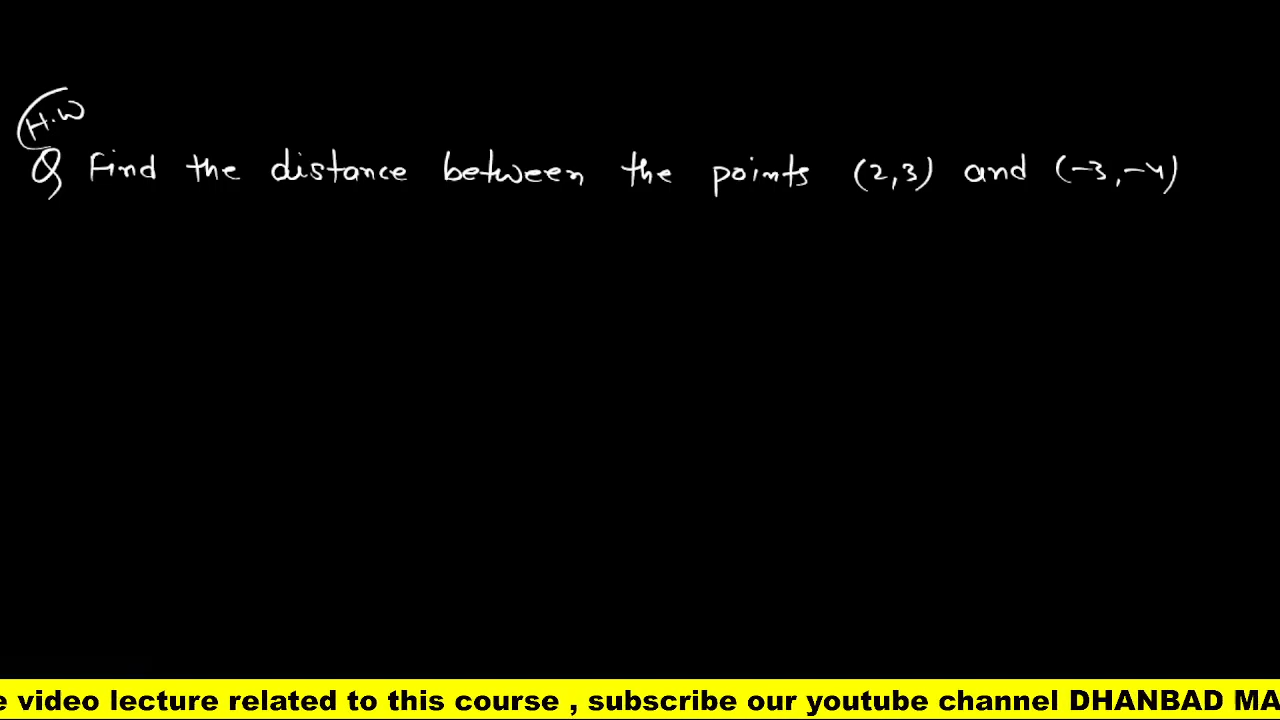 H.W
Q Find the distance between the points (2,3) and (-3,-4)
video lecture related to this course , subscribe our youtube channel DHANBAD